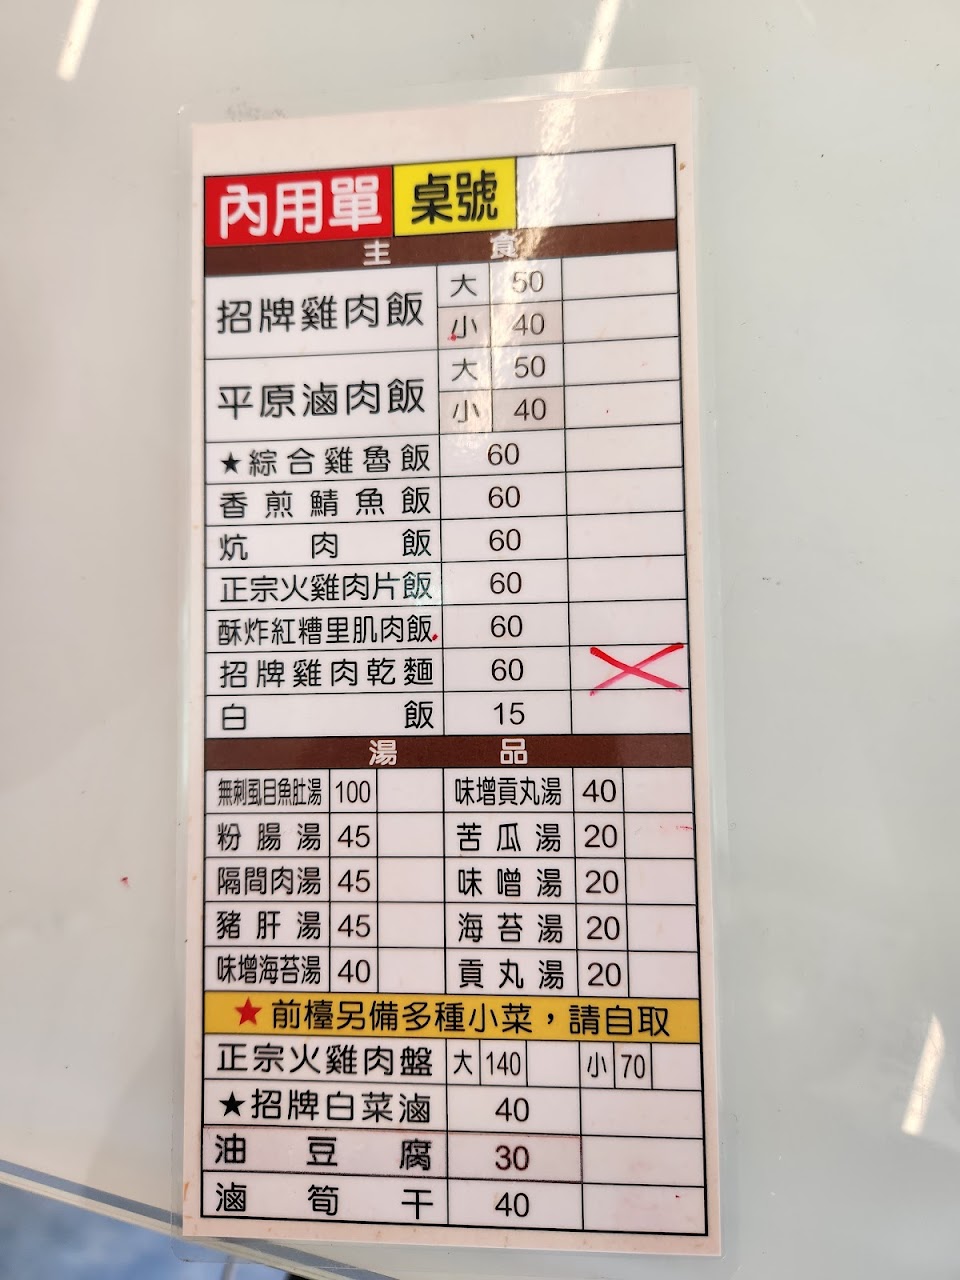 內用單 桌號
主食
招牌雞肉飯 大 50
小 40
平原滷肉飯 大 50
小 40
★綜合雞魯飯 60
香煎鯖魚飯 60
炕肉飯 60
正宗火雞肉片飯 60
酥炸紅糟里肌肉飯 60
招牌雞肉乾麵 60
白飯 15
湯品
無刺虱目魚肚湯 100 味增貢丸湯 40
粉腸湯 45 苦瓜湯 20
隔間肉湯 45 味噌湯 20
豬肝湯 45 海苔湯 20
味增海苔湯 40 貢丸湯 20
★前檯另備多種小菜，請自取
正宗火雞肉盤 大 140 小 70
★招牌白菜滷 40
油豆腐 30
滷筍干 40